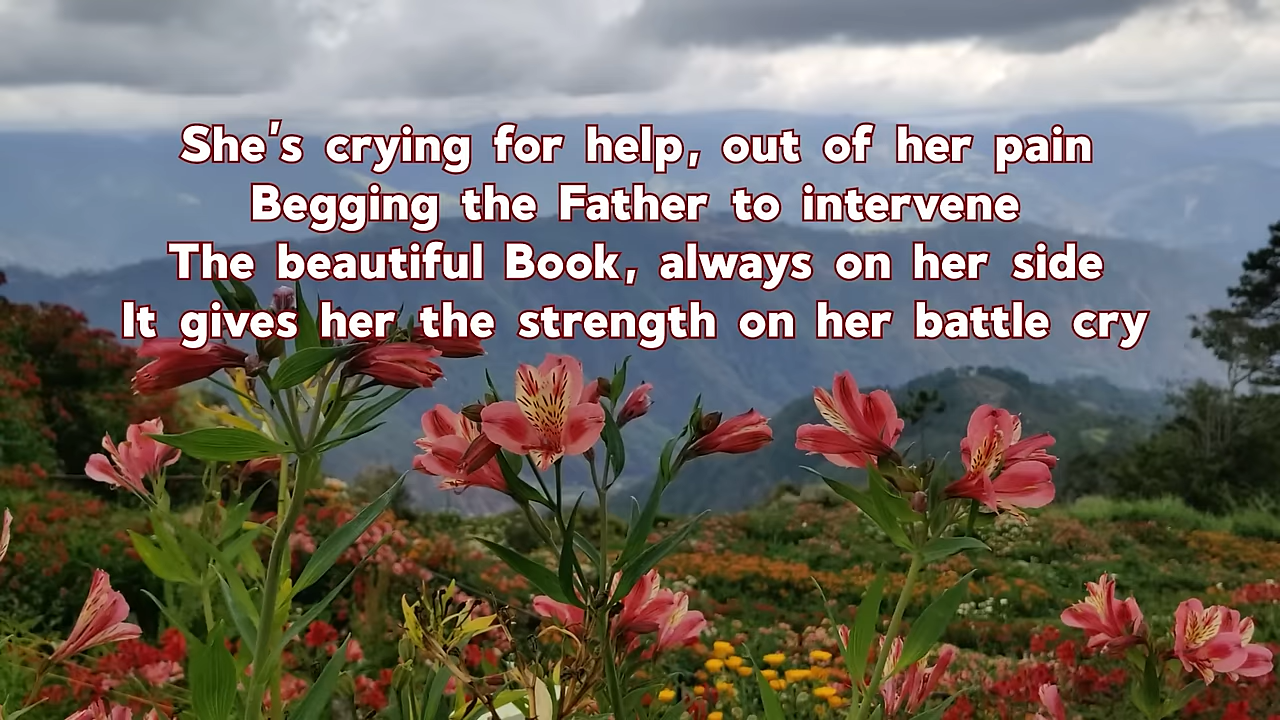 She's crying for help, out of her pain
Begging the Father to intervene
The beautiful Book, always on her side
It gives her the strength on her battle cry